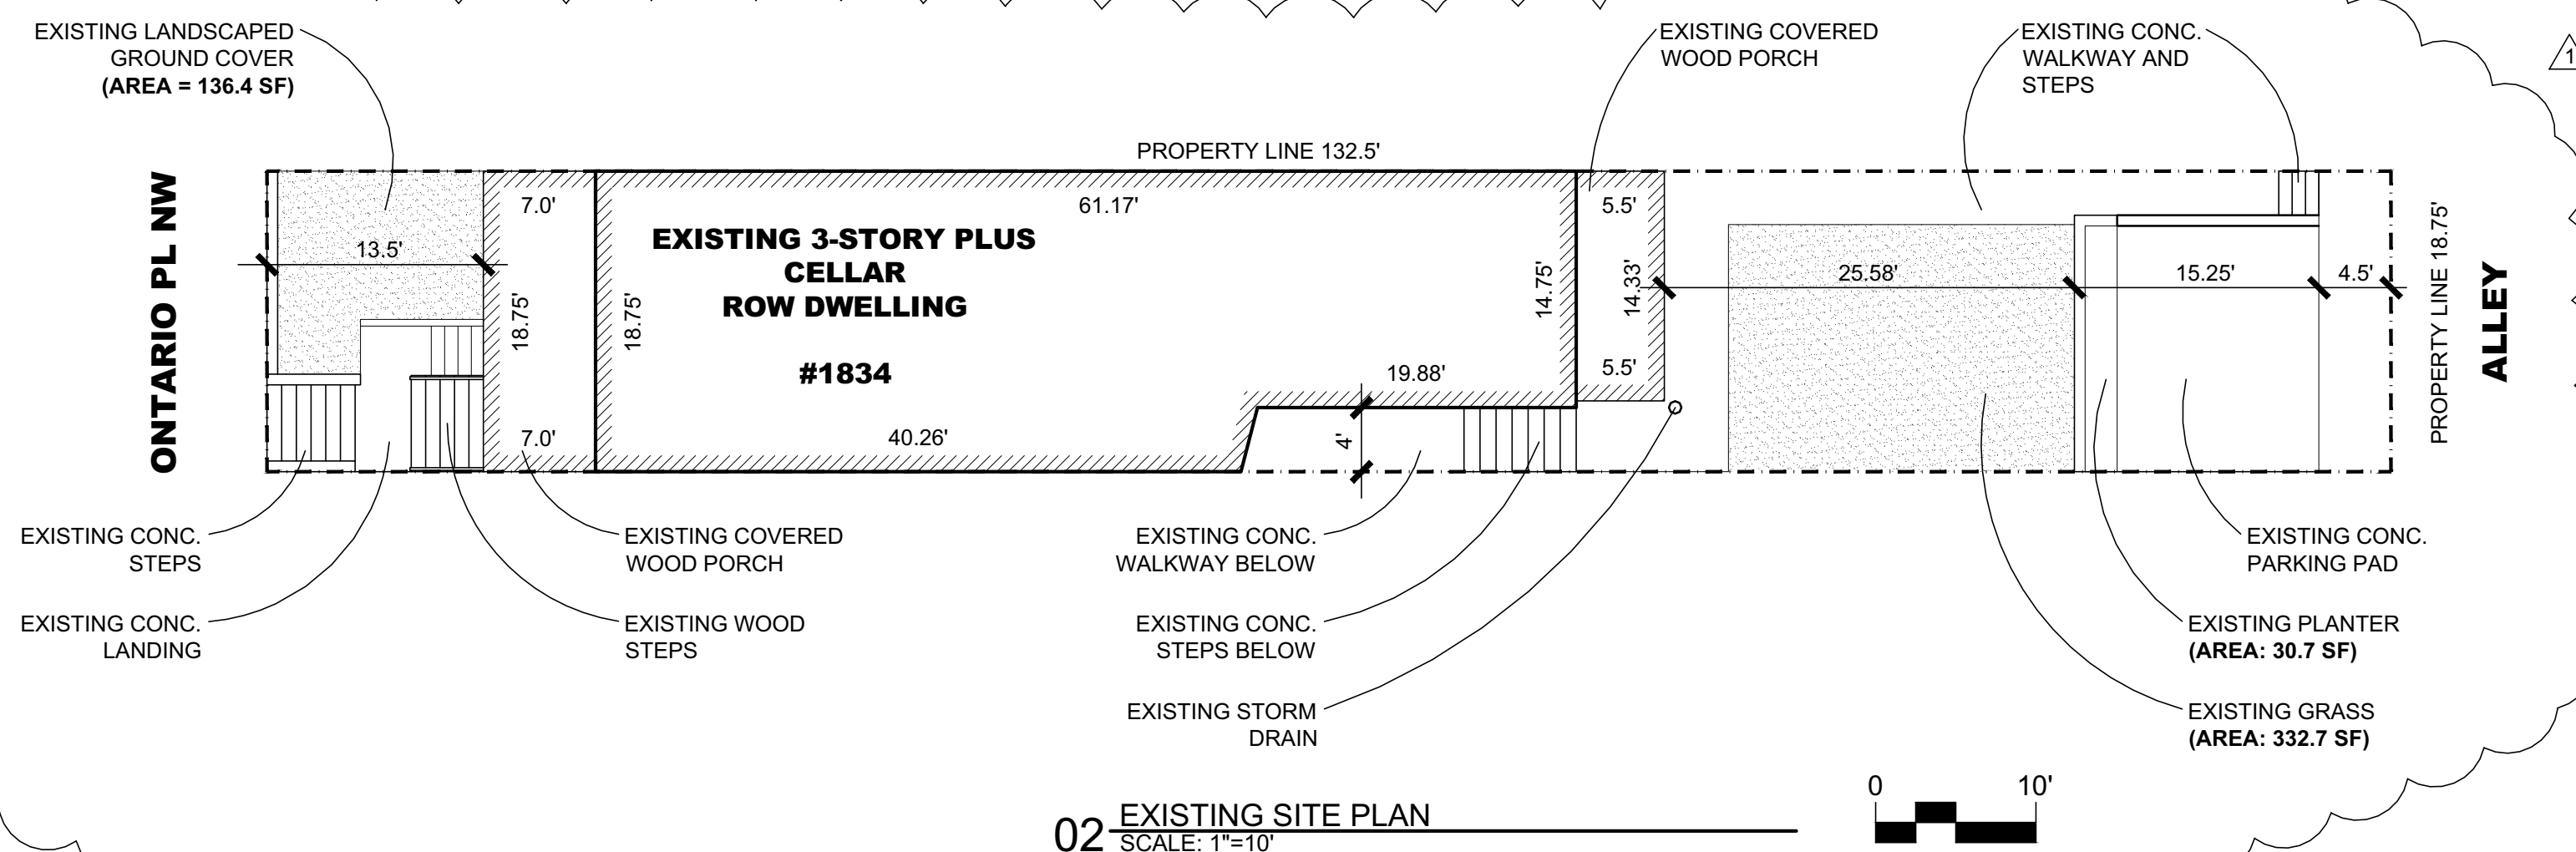 EXISTING LANDSCAPED
GROUND COVER
(AREA = 136.4 SF)
EXISTING COVERED
WOOD PORCH
EXISTING CONC.
WALKWAY AND
STEPS
1
PROPERTY LINE 132.5'
ONTARIO PL NW
13.5'
7.0'
18.75'
7.0'
18.75'
61.17'
EXISTING 3-STORY PLUS
CELLAR
ROW DWELLING
#1834
40.26'
19.88'
4'
14.75'
5.5'
14.33'
5.5'
25.58'
15.25'
4.5'
PROPERTY LINE 18.75'
ALLEY
EXISTING CONC.
STEPS
EXISTING CONC.
LANDING
EXISTING COVERED
WOOD PORCH
EXISTING WOOD
STEPS
EXISTING CONC.
WALKWAY BELOW
EXISTING CONC.
STEPS BELOW
EXISTING STORM
DRAIN
EXISTING CONC.
PARKING PAD
EXISTING PLANTER
(AREA: 30.7 SF)
EXISTING GRASS
(AREA: 332.7 SF)
0 10'
02 EXISTING SITE PLAN
SCALE: 1"=10'